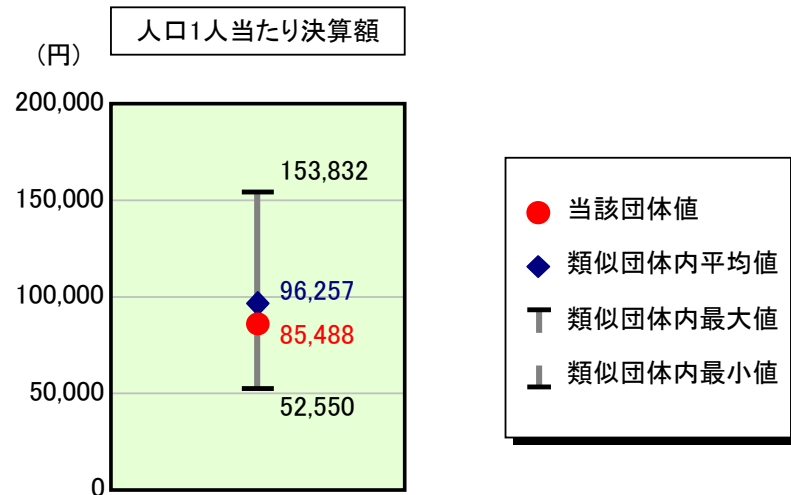 人口1人当たり決算額
(円)
200,000
150,000
100,000
50,000
0
153,832
96,257
85,488
52,550
当該団体値
類似団体内平均値
類似団体内最大値
類似団体内最小値